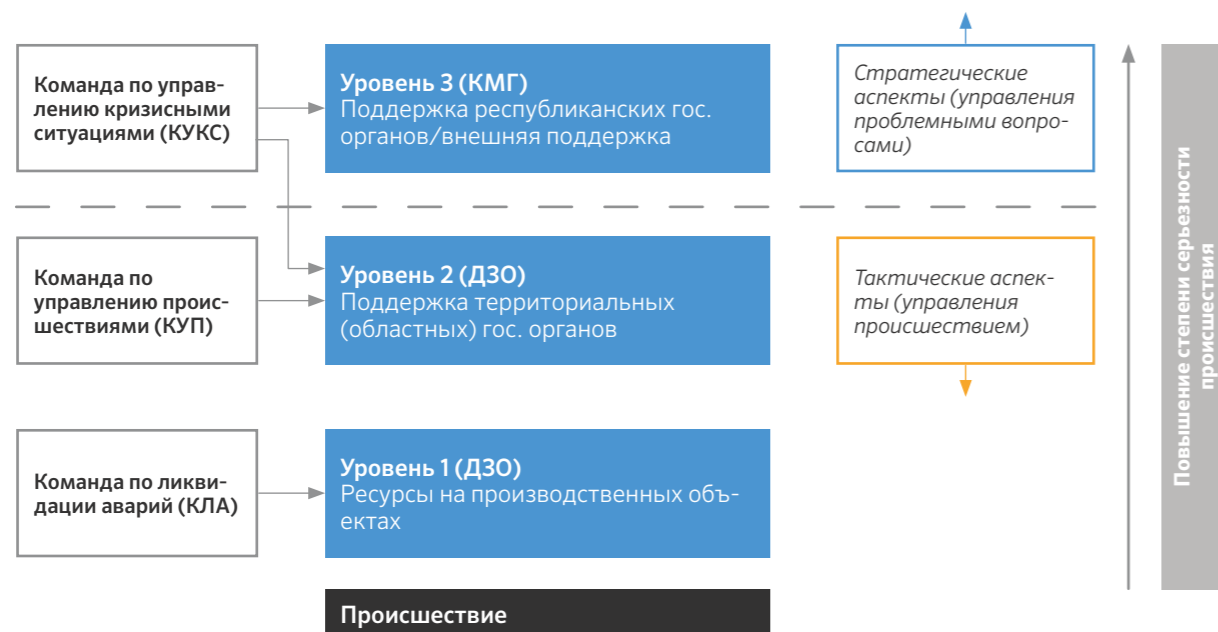 Команда по управ-
лению кризисными
ситуациями (КУКС)
Уровень 3 (КМГ)
Поддержка республиканских гос.
органов/внешняя поддержка
Стратегические
аспекты (управления
проблемными вопро-
сами)
Команда по
управлению проис-
шествиями (КУП)
Уровень 2 (ДЗО)
Поддержка территориальных
(областных) гос. органов
Тактические аспек-
ты (управления
происшествием)
Команда по ликви-
дации аварий (КЛА)
Уровень 1 (ДЗО)
Ресурсы на производственных объ-
ектах
Происшествие
Повышение степени серьезности
происшествия